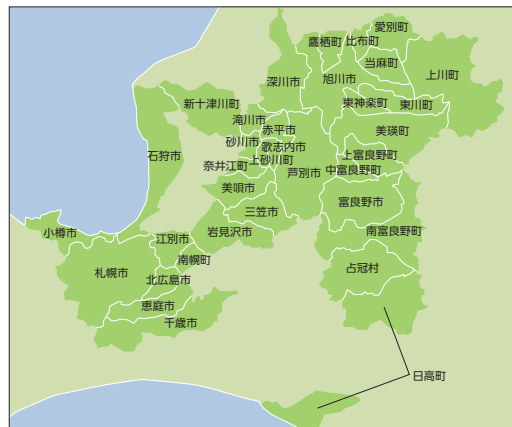 愛別町
鷹栖町
比布町
当麻町
上川町
深川市
旭川市
新十津川町
東神楽町
東川町
滝川市
赤平市
美瑛町
砂川市
歌志内市
石狩市
上砂川町
上富良野町
奈井江町
芦別市
中富良野町
美唄市
富良野市
三笠市
小樽市
江別市
岩見沢市
南富良野町
南幌町
札幌市
北広島市
占冠村
恵庭市
千歳市
日高町